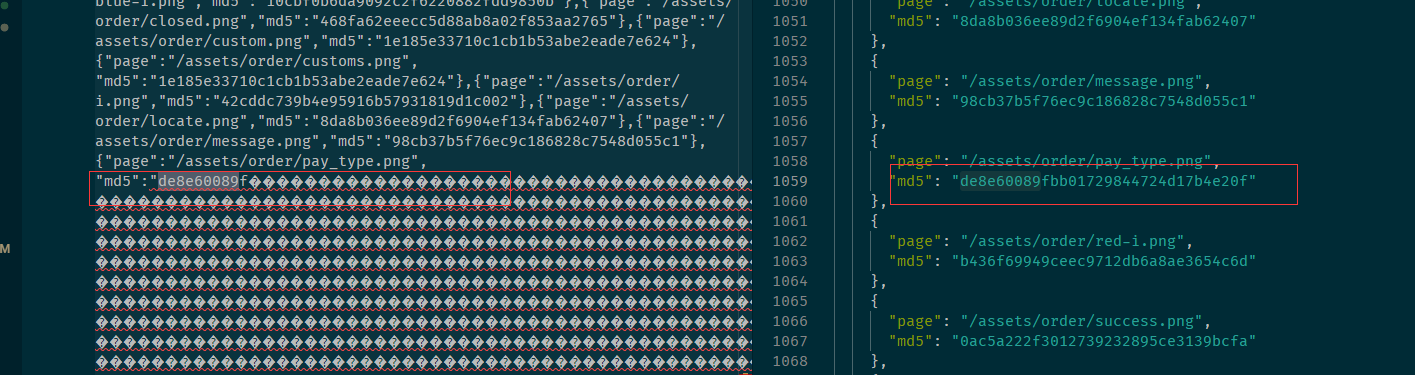 blue-i.png","md5":"10cbf0b6da9092c2f6220882fdd9850b"},{"page":"/assets/
order/closed.png","md5":"468fa62eeecc5d88ab8a02f853aa2765"},{"page":"/
assets/order/custom.png","md5":"1e185e33710c1cb1b53abe2eade7e624"},
{"page":"/assets/order/customs.png",
"md5":"1e185e33710c1cb1b53abe2eade7e624"},{"page":"/assets/order/
i.png","md5":"42cddc739b4e95916b57931819d1c002"},{"page":"/assets/
order/locate.png","md5":"8da8b036ee89d2f6904ef134fab62407"},{"page":"/
assets/order/message.png","md5":"98cb37b5f76ec9c186828c7548d055c1"},
{"page":"/assets/order/pay_type.png",
"md5":"de8e60089f
M
1050 "page": "/assets/order/locate.png",
1051 "md5": "8da8b036ee89d2f6904ef134fab62407"
1052 },
1053 {
1054 "page": "/assets/order/message.png",
1055 "md5": "98cb37b5f76ec9c186828c7548d055c1"
1056 },
1057 {
1058 "page": "/assets/order/pay_type.png",
1059 "md5": "de8e60089fbb01729844724d17b4e20f"
1060 },
1061 {
1062 "page": "/assets/order/red-i.png",
1063 "md5": "b436f69949ceec9712db6a8ae3654c6d"
1064 },
1065 {
1066 "page": "/assets/order/success.png",
1067 "md5": "0ac5a222f3012739232895ce3139bcfa"
1068 },